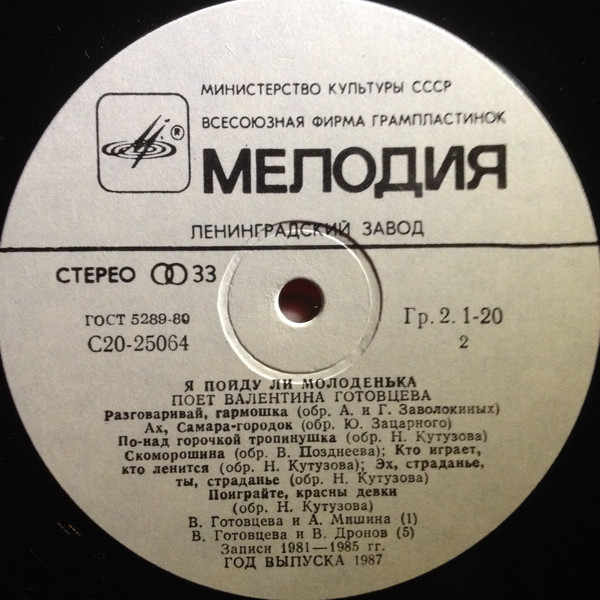 МИНИСТЕРСТВО КУЛЬТУРЫ СССР
ВСЕСОЮЗНАЯ ФИРМА ГРАМПЛАСТИНОК
®
МЕЛОДИЯ
ЛЕНИНГРАДСКИЙ ЗАВОД
СТЕРЕО 33
ГОСТ 5289-80
Гр. 2. 1-20
С20-25064
2
Я ПОЙДУ ЛИ МОЛОДЕНЬКА
ПОЕТ ВАЛЕНТИНА ГОТОВЦЕВА
Разговаривай, гармошка (обр. А. и Г. Заволокиных)
Ах, Самара-городок (обр. Ю. Зацарного)
По-над горочкой тропинушка (обр. Н. Кутузова)
Скоморошина (обр. В. Позднеева); Кто играет,
кто ленится (обр. Н. Кутузова); Эх, страданье,
ты, страданье (обр. Н. Кутузова)
Поиграйте, красны девки
(обр. Н. Кутузова)
В. Готовцева и А. Мишина (1)
В. Готовцева и В. Дронов (5)
Записи 1981—1985 гг.
ГОД ВЫПУСКА 1987